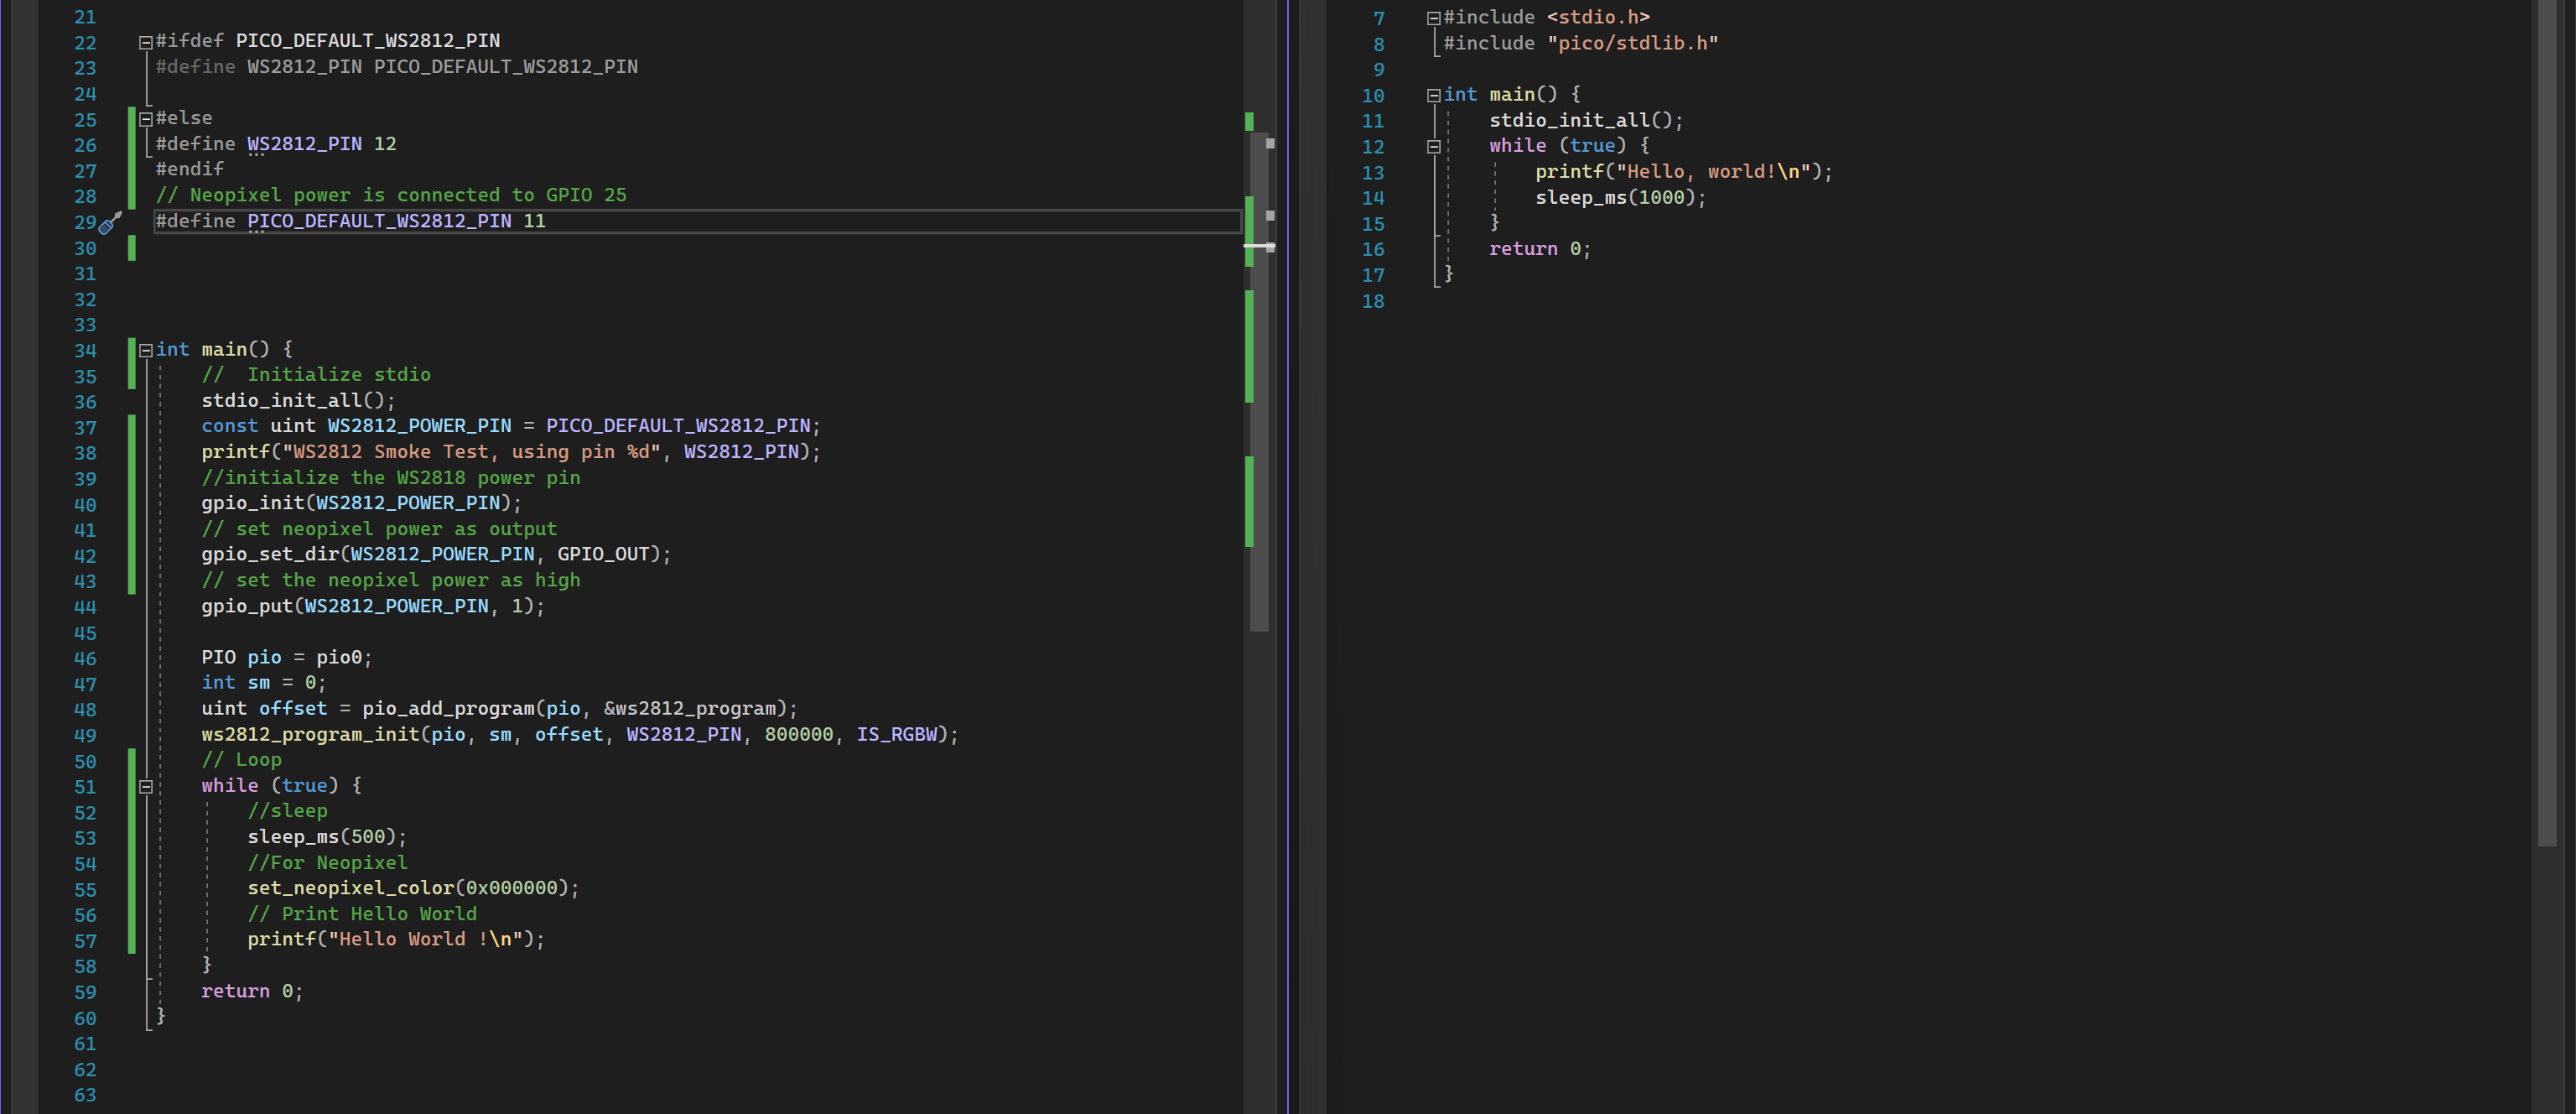 21
22 #ifdef PICO_DEFAULT_WS2812_PIN
23 #define WS2812_PIN PICO_DEFAULT_WS2812_PIN
24
25 #else
26 #define WS2812_PIN 12
27 #endif
28 // Neopixel power is connected to GPIO 25
29 #define PICO_DEFAULT_WS2812_PIN 11
30
31
32
33
34 int main() {
35 //  Initialize stdio
36 stdio_init_all();
37 const uint WS2812_POWER_PIN = PICO_DEFAULT_WS2812_PIN;
38 printf("WS2812 Smoke Test, using pin %d", WS2812_PIN);
39 //initialize the WS2818 power pin
40 gpio_init(WS2812_POWER_PIN);
41 // set neopixel power as output
42 gpio_set_dir(WS2812_POWER_PIN, GPIO_OUT);
43 // set the neopixel power as high
44 gpio_put(WS2812_POWER_PIN, 1);
45
46 PIO pio = pio0;
47 int sm = 0;
48 uint offset = pio_add_program(pio, &ws2812_program);
49 ws2812_program_init(pio, sm, offset, WS2812_PIN, 800000, IS_RGBW);
50 // Loop
51 while (true) {
52 //sleep
53 sleep_ms(500);
54 //For Neopixel
55 set_neopixel_color(0x000000);
56 // Print Hello World
57 printf("Hello World !\n");
58 }
59 return 0;
60 }
61
62
63
7 #include <stdio.h>
8 #include "pico/stdlib.h"
9
10 int main() {
11 stdio_init_all();
12 while (true) {
13 printf("Hello, world!\n");
14 sleep_ms(1000);
15 }
16 return 0;
17 }
18